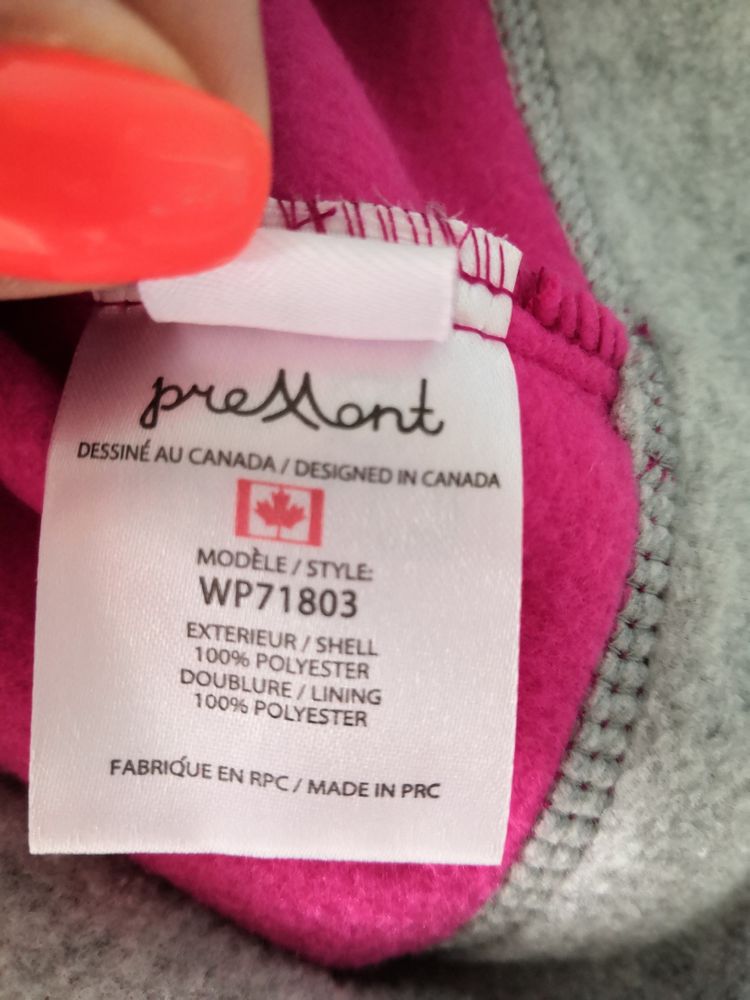 preMont
DESSINÉ AU CANADA / DESIGNED IN CANADA
MODÈLE / STYLE:
WP71803
EXTERIEUR / SHELL
100% POLYESTER
DOUBLURE / LINING
100% POLYESTER
FABRIQUE EN RPC / MADE IN PRC